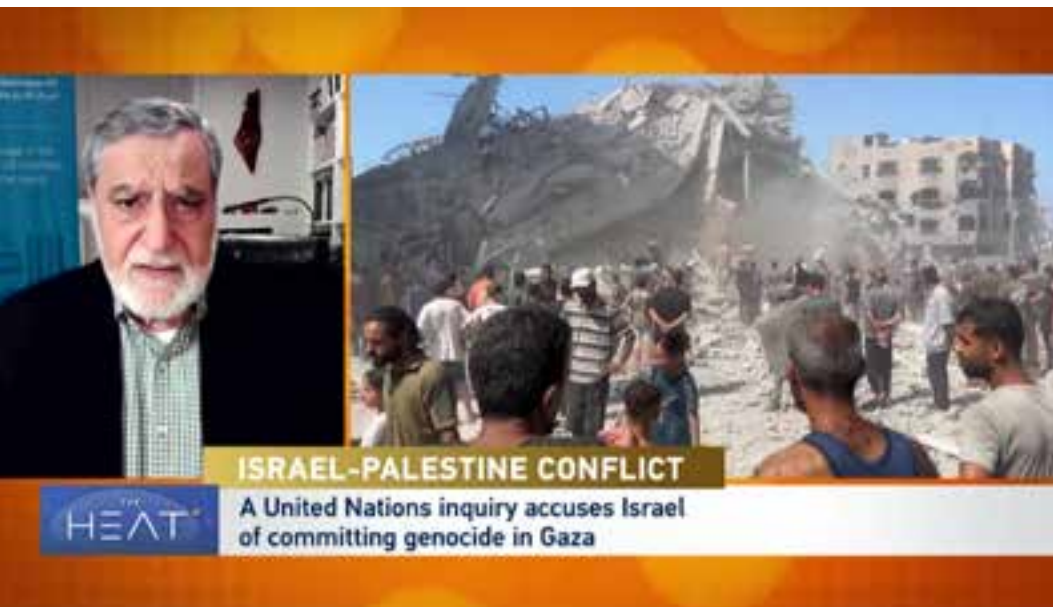 ISRAEL-PALESTINE CONFLICT
THE
HEAT
A United Nations inquiry accuses Israel
of committing genocide in Gaza